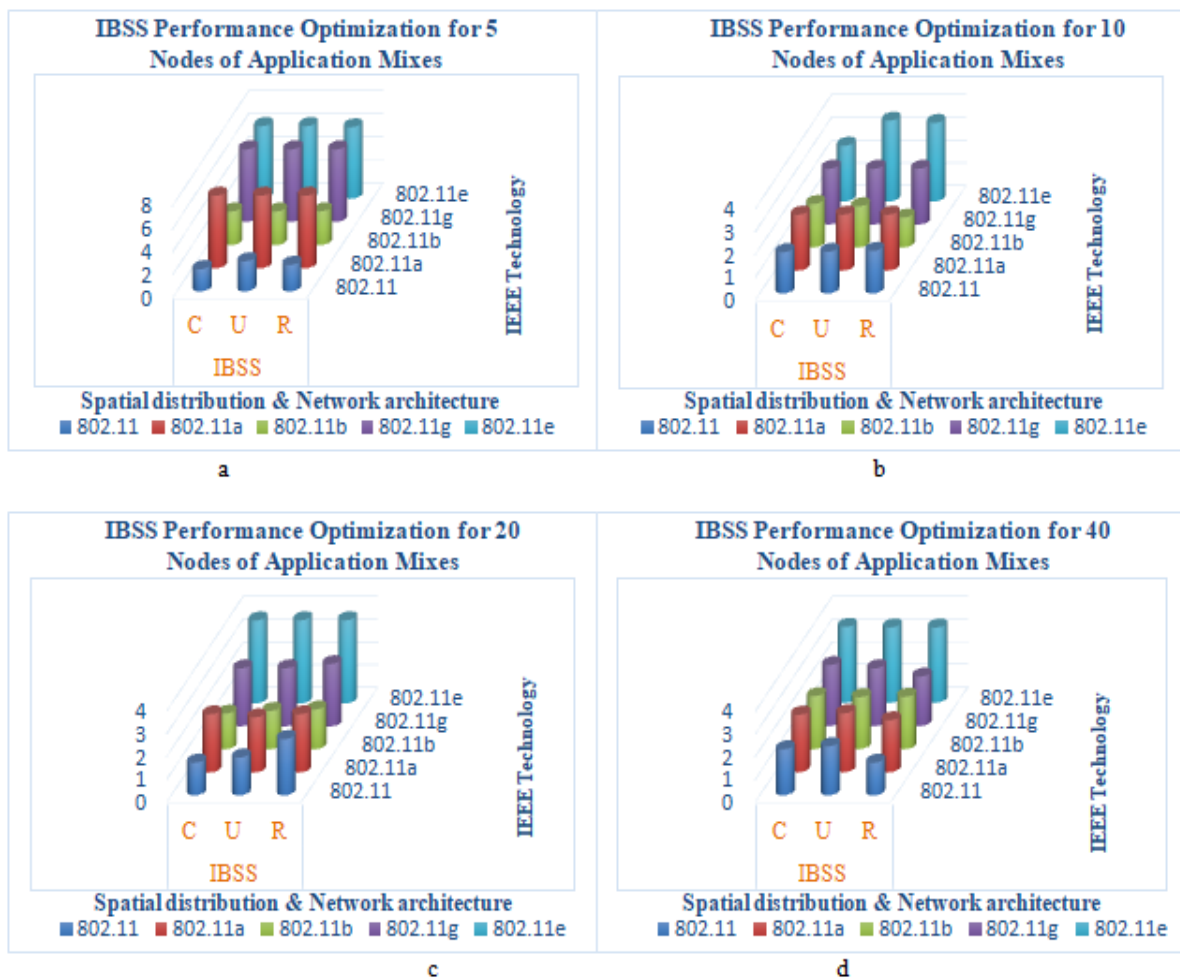 IBSS Performance Optimization for 5
Nodes of Application Mixes
8
6
4
2
0
802.11e
802.11g
802.11b
802.11a
802.11
IEEE Technology
C U R
IBSS
Spatial distribution & Network architecture
802.11 802.11a 802.11b 802.11g 802.11e
a
IBSS Performance Optimization for 10
Nodes of Application Mixes
4
3
2
1
0
802.11e
802.11g
802.11b
802.11a
802.11
IEEE Technology
C U R
IBSS
Spatial distribution & Network architecture
802.11 802.11a 802.11b 802.11g 802.11e
b
IBSS Performance Optimization for 20
Nodes of Application Mixes
4
3
2
1
0
802.11e
802.11g
802.11b
802.11a
802.11
IEEE Technology
C U R
IBSS
Spatial distribution & Network architecture
802.11 802.11a 802.11b 802.11g 802.11e
c
IBSS Performance Optimization for 40
Nodes of Application Mixes
4
3
2
1
0
802.11e
802.11g
802.11b
802.11a
802.11
IEEE Technology
C U R
IBSS
Spatial distribution & Network architecture
802.11 802.11a 802.11b 802.11g 802.11e
d